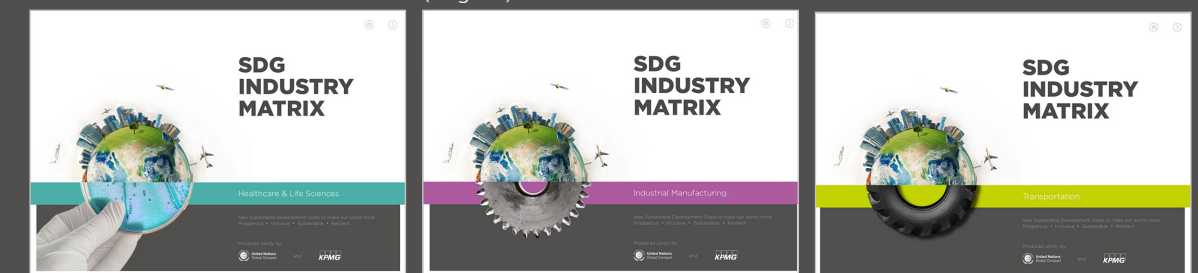 SDG
INDUSTRY
MATRIX
Healthcare & Life Sciences
New Sustainable Development Goals to make our world more:
Prosperous • Inclusive • Sustainable • Resilient
Produced jointly by:
United Nations
Global Compact
and
KPMG
SDG
INDUSTRY
MATRIX
Industrial Manufacturing
New Sustainable Development Goals to make our world more:
Prosperous • Inclusive • Sustainable • Resilient
Produced jointly by:
United Nations
Global Compact
and
KPMG
SDG
INDUSTRY
MATRIX
Transportation
New Sustainable Development Goals to make our world more:
Prosperous • Inclusive • Sustainable • Resilient
Produced jointly by:
United Nations
Global Compact
and
KPMG